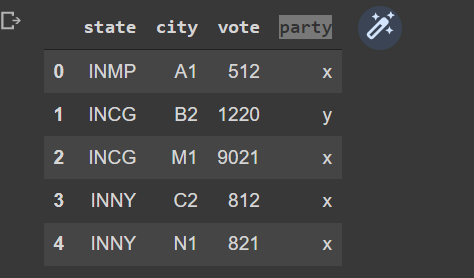 state city vote party
0 INMP A1 512 x
1 INCG B2 1220 y
2 INCG M1 9021 x
3 INNY C2 812 x
4 INNY N1 821 x